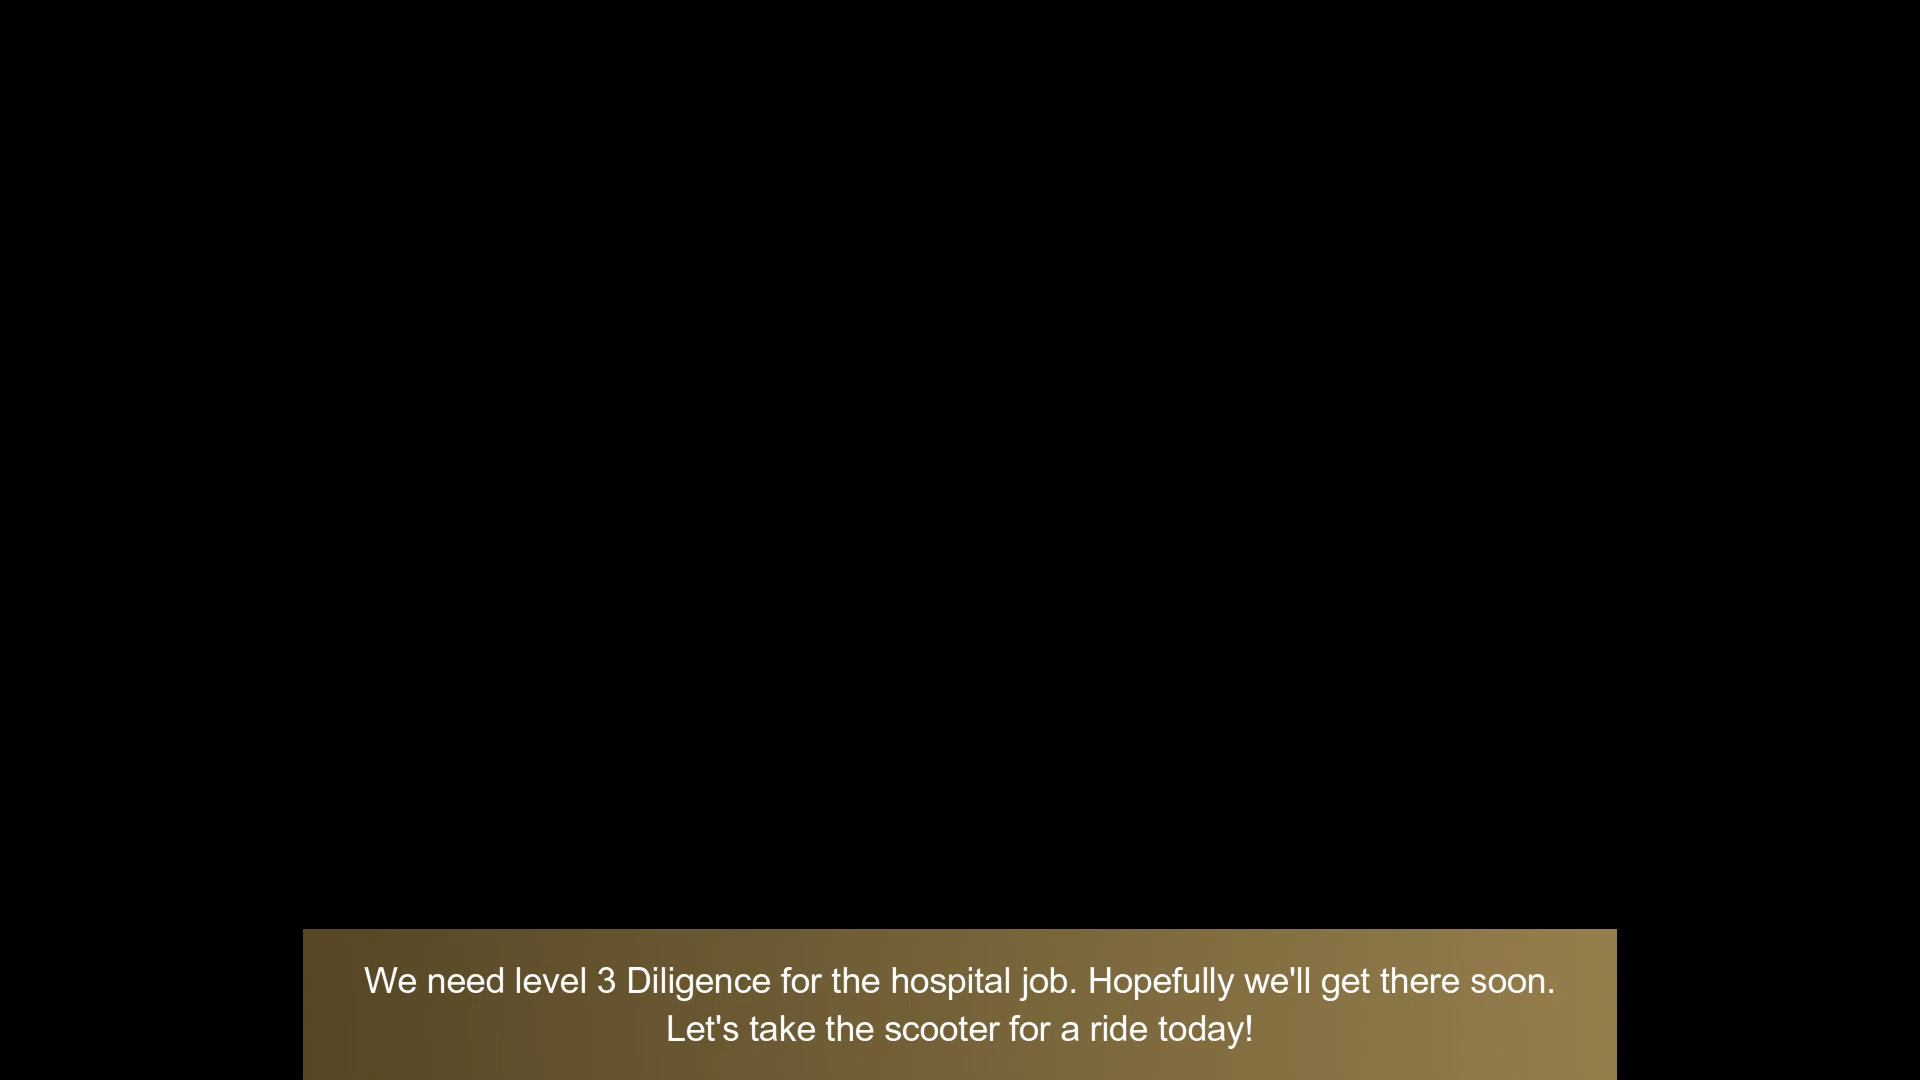 We need level 3 Diligence for the hospital job. Hopefully we'll get there soon.
Let's take the scooter for a ride today!